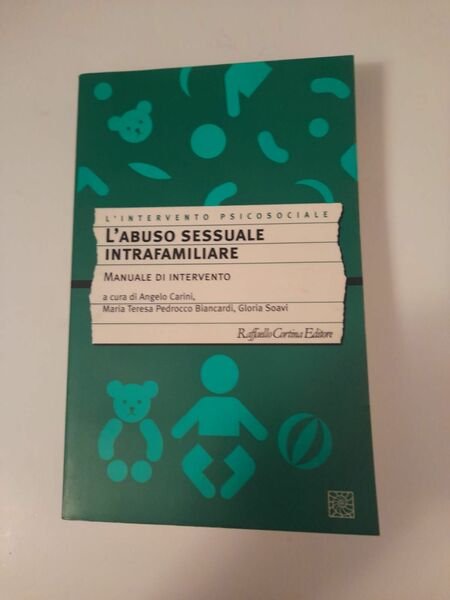 L'INTERVENTO PSICOSOCIALE
L'ABUSO SESSUALE
INTRAFAMILIARE
MANUALE DI INTERVENTO
a cura di Angelo Carini,
Maria Teresa Pedrocco Biancardi, Gloria Soavi
Raffaello Cortina Editore